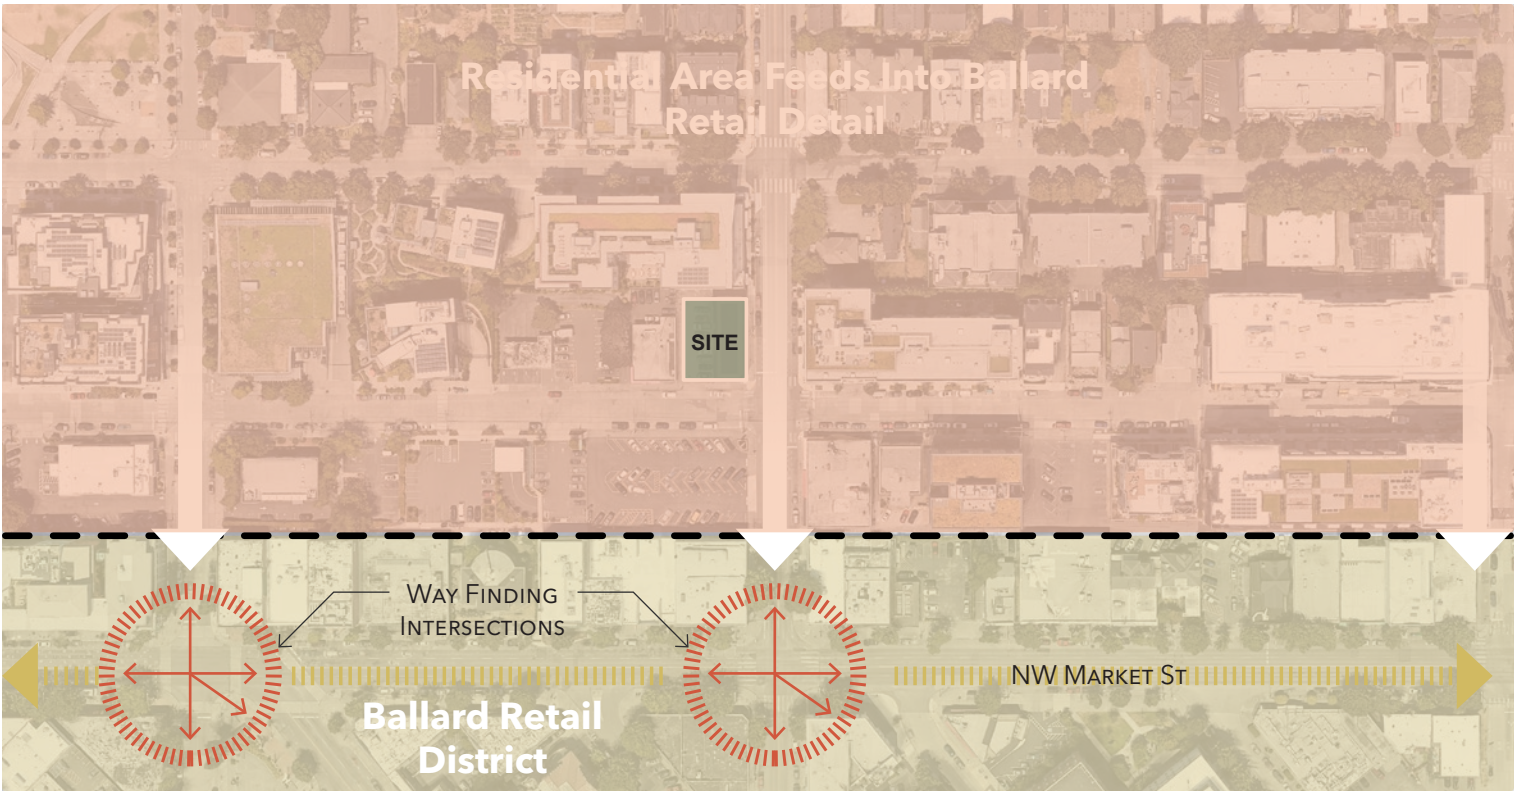 Residential Area Feeds Into Ballard
Retail Detail
SITE
WAY FINDING
INTERSECTIONS
NW MARKET ST
Ballard Retail
District